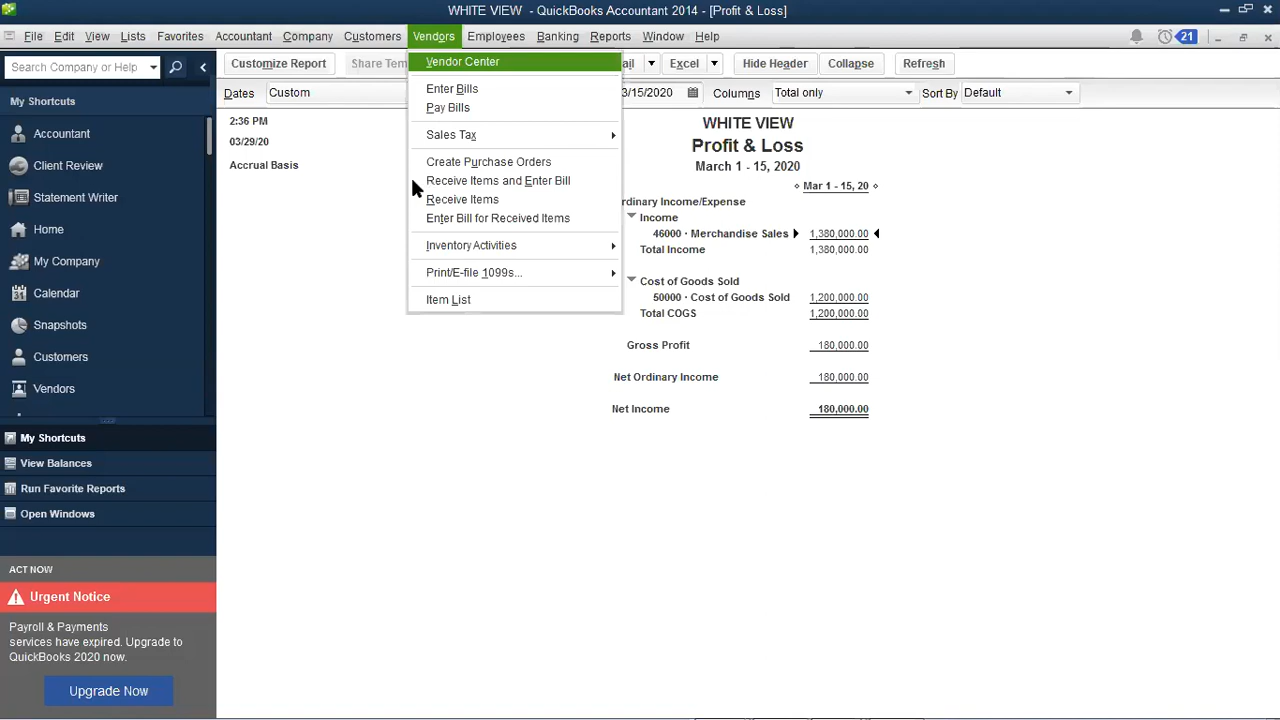 WHITE VIEW - QuickBooks Accountant 2014 - [Profit & Loss]
File Edit View Lists Favorites Accountant Company Customers Vendors Employees Banking Reports Window Help 21
Search Company or Help
Customize Report Share Tem ail Excel Hide Header Collapse Refresh
Dates Custom 3/15/2020 Columns Total only Sort By Default
Vendor Center
Enter Bills
Pay Bills
Sales Tax
Create Purchase Orders
Receive Items and Enter Bill
Receive Items
Enter Bill for Received Items
Inventory Activities
Print/E-file 1099s...
Item List
My Shortcuts
Accountant
Client Review
Statement Writer
Home
My Company
Calendar
Snapshots
Customers
Vendors
My Shortcuts
View Balances
Run Favorite Reports
Open Windows
ACT NOW
Urgent Notice
Payroll & Payments
services have expired. Upgrade to
QuickBooks 2020 now.
Upgrade Now
2:36 PM
03/29/20
Accrual Basis
WHITE VIEW
Profit & Loss
March 1 - 15, 2020
Mar 1 - 15, 20
rdinary Income/Expense
Income
46000 · Merchandise Sales 1,380,000.00
Total Income 1,380,000.00
Cost of Goods Sold
50000 · Cost of Goods Sold 1,200,000.00
Total COGS 1,200,000.00
Gross Profit 180,000.00
Net Ordinary Income 180,000.00
Net Income 180,000.00